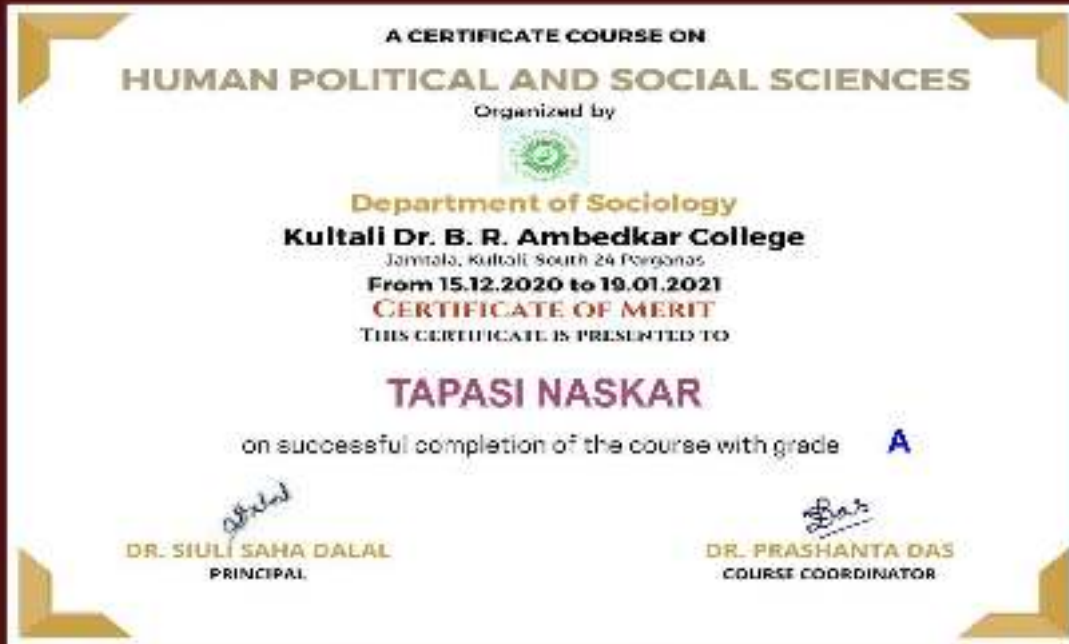 A CERTIFICATE COURSE ON
HUMAN POLITICAL AND SOCIAL SCIENCES
Organized by
Department of Sociology
Kultali Dr. B. R. Ambedkar College
Jamtala, Kultali, South 24 Parganas
From 15.12.2020 to 19.01.2021
CERTIFICATE OF MERIT
THIS CERTIFICATE IS PRESENTED TO
TAPASI NASKAR
on successful completion of the course with grade A
DR. SIULI SAHA DALAL
PRINCIPAL
Das
DR. PRASHANTA DAS
COURSE COORDINATOR